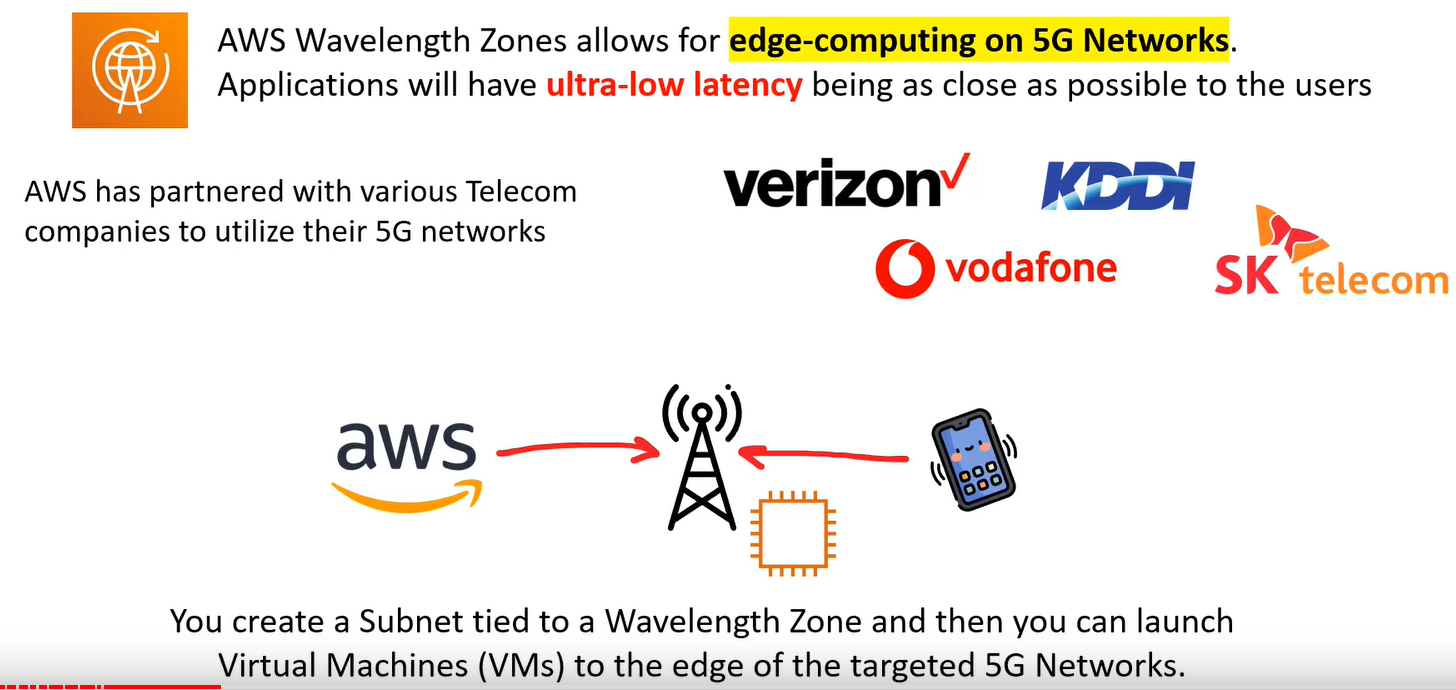 AWS Wavelength Zones allows for edge-computing on 5G Networks.
Applications will have ultra-low latency being as close as possible to the users
AWS has partnered with various Telecom
companies to utilize their 5G networks
verizon
KDDI
vodafone
SK telecom
aws
You create a Subnet tied to a Wavelength Zone and then you can launch
Virtual Machines (VMs) to the edge of the targeted 5G Networks.